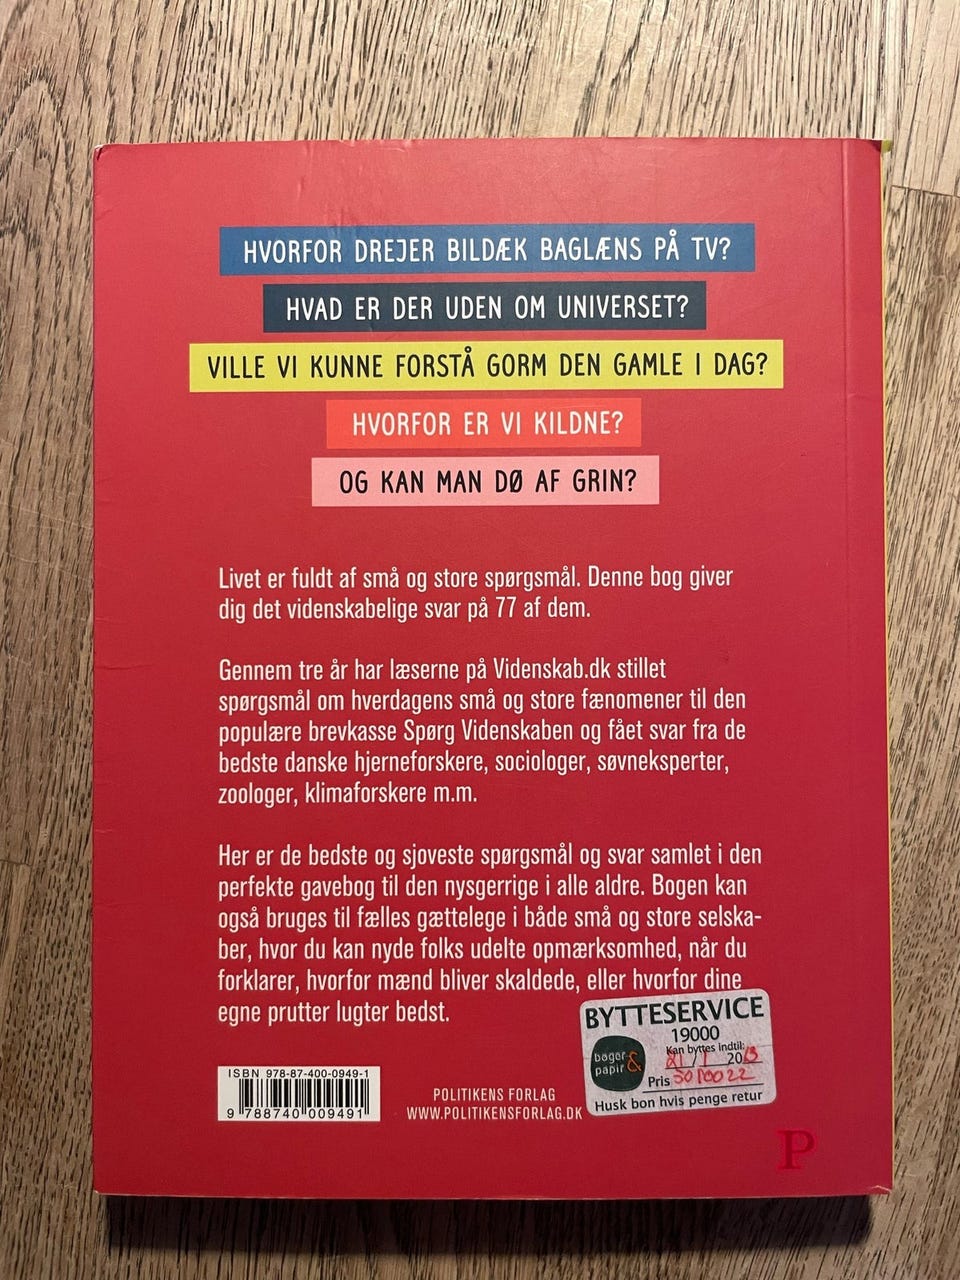 HVORFOR DREJER BILDÆK BAGLÆNS PÅ TV?
HVAD ER DER UDEN OM UNIVERSET?
VILLE VI KUNNE FORSTÅ GORM DEN GAMLE I DAG?
HVORFOR ER VI KILDNE?
OG KAN MAN DØ AF GRIN?
Livet er fuldt af små og store spørgsmål. Denne bog giver
dig det videnskabelige svar på 77 af dem.
Gennem tre år har læserne på Videnskab.dk stillet
spørgsmål om hverdagens små og store fænomener til den
populære brevkasse Spørg Videnskaben og fået svar fra de
bedste danske hjerneforskere, sociologer, søvneksperter,
zoologer, klimaforskere m.m.
Her er de bedste og sjoveste spørgsmål og svar samlet i den
perfekte gavebog til den nysgerrige i alle aldre. Bogen kan
også bruges til fælles gættelege i både små og store selska-
ber, hvor du kan nyde folks udelte opmærksomhed, når du
forklarer, hvorfor mænd bliver skaldede, eller hvorfor dine
egne prutter lugter bedst.
ISBN 978-87-400-0949-1
9 788740 009491
POLITIKENS FORLAG
WWW.POLITIKENSFORLAG.DK
BYTTESERVICE
19000
Kan byttes indtil:
bøger &
papir
/ 20
Pris
Husk bon hvis penge retur
P